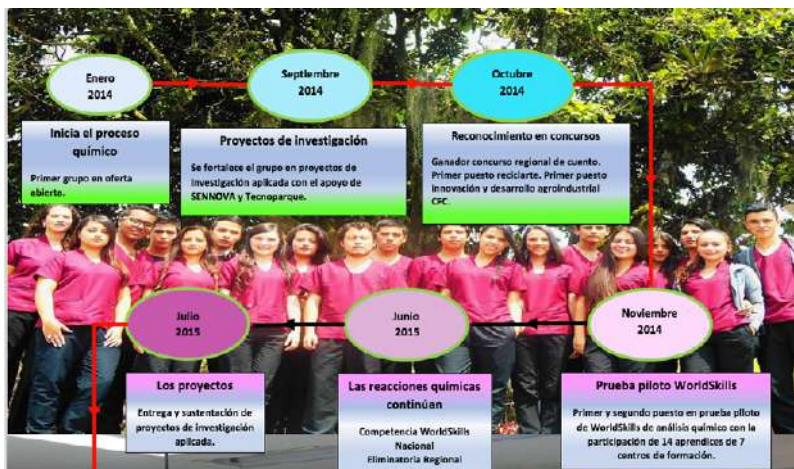 Enero
2014
Septiembre
2014
Octubre
2014
Inicia el proceso
químico
Primer grupo en oferta
abierta.
Proyectos de investigación
Se fortalece el grupo en proyectos de
investigación aplicada con el apoyo de
SENNOVA y Tecnoparque.
Reconocimiento en concursos
Ganador concurso regional de cuento.
Primer puesto reciclarte. Primer puesto
innovación y desarrollo agroindustrial
CFC.
Julio
2015
Junio
2015
Noviembre
2014
Los proyectos
Entrega y sustentación de
proyectos de investigación
aplicada.
Las reacciones químicas
continúan
Competencia WorldSkills
Nacional
Eliminatoria Regional
Prueba piloto WorldSkills
Primer y segundo puesto en prueba piloto
de WorldSkills de análisis químico con la
participación de 14 aprendices de 7
centros de formación.